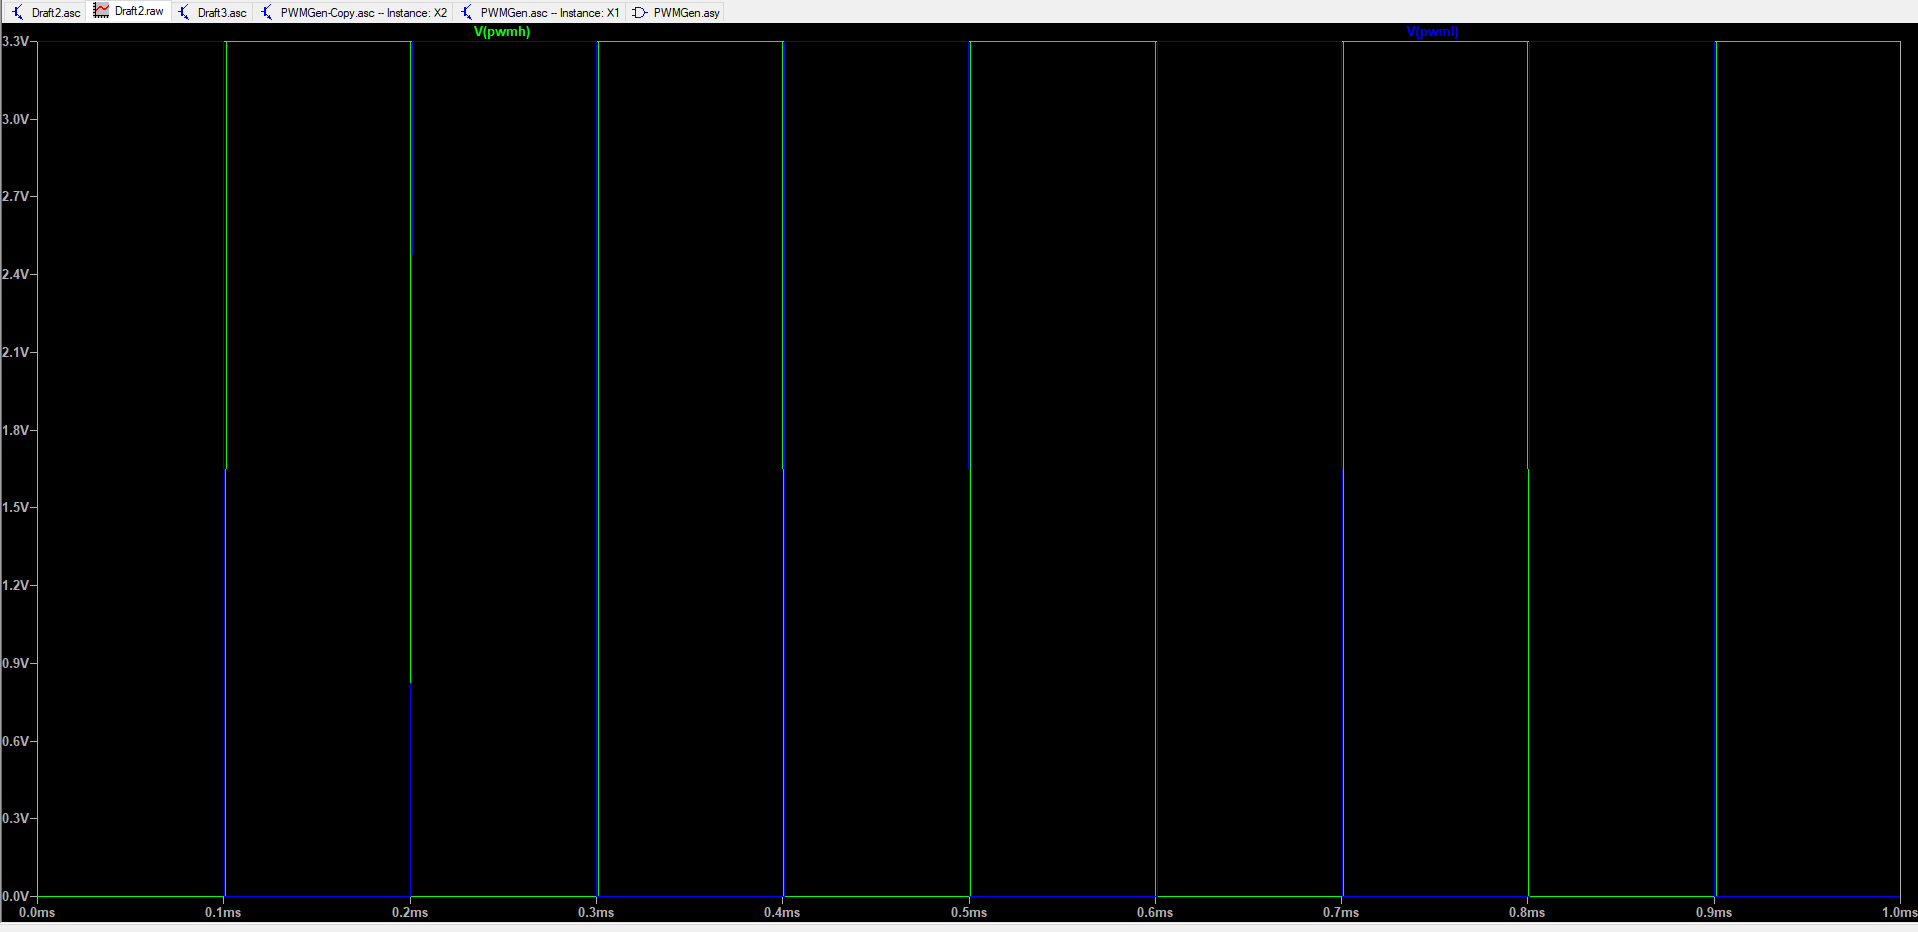 Draft2.asc Draft2.raw Draft3.asc PWMGen-Copy.asc -- Instance: X2 PWMGen.asc -- Instance: X1 PWMGen.asy
V(pwmh) V(pwml)
3.3V
3.0V
2.7V
2.4V
2.1V
1.8V
1.5V
1.2V
0.9V
0.6V
0.3V
0.0V
0.0ms 0.1ms 0.2ms 0.3ms 0.4ms 0.5ms 0.6ms 0.7ms 0.8ms 0.9ms 1.0ms